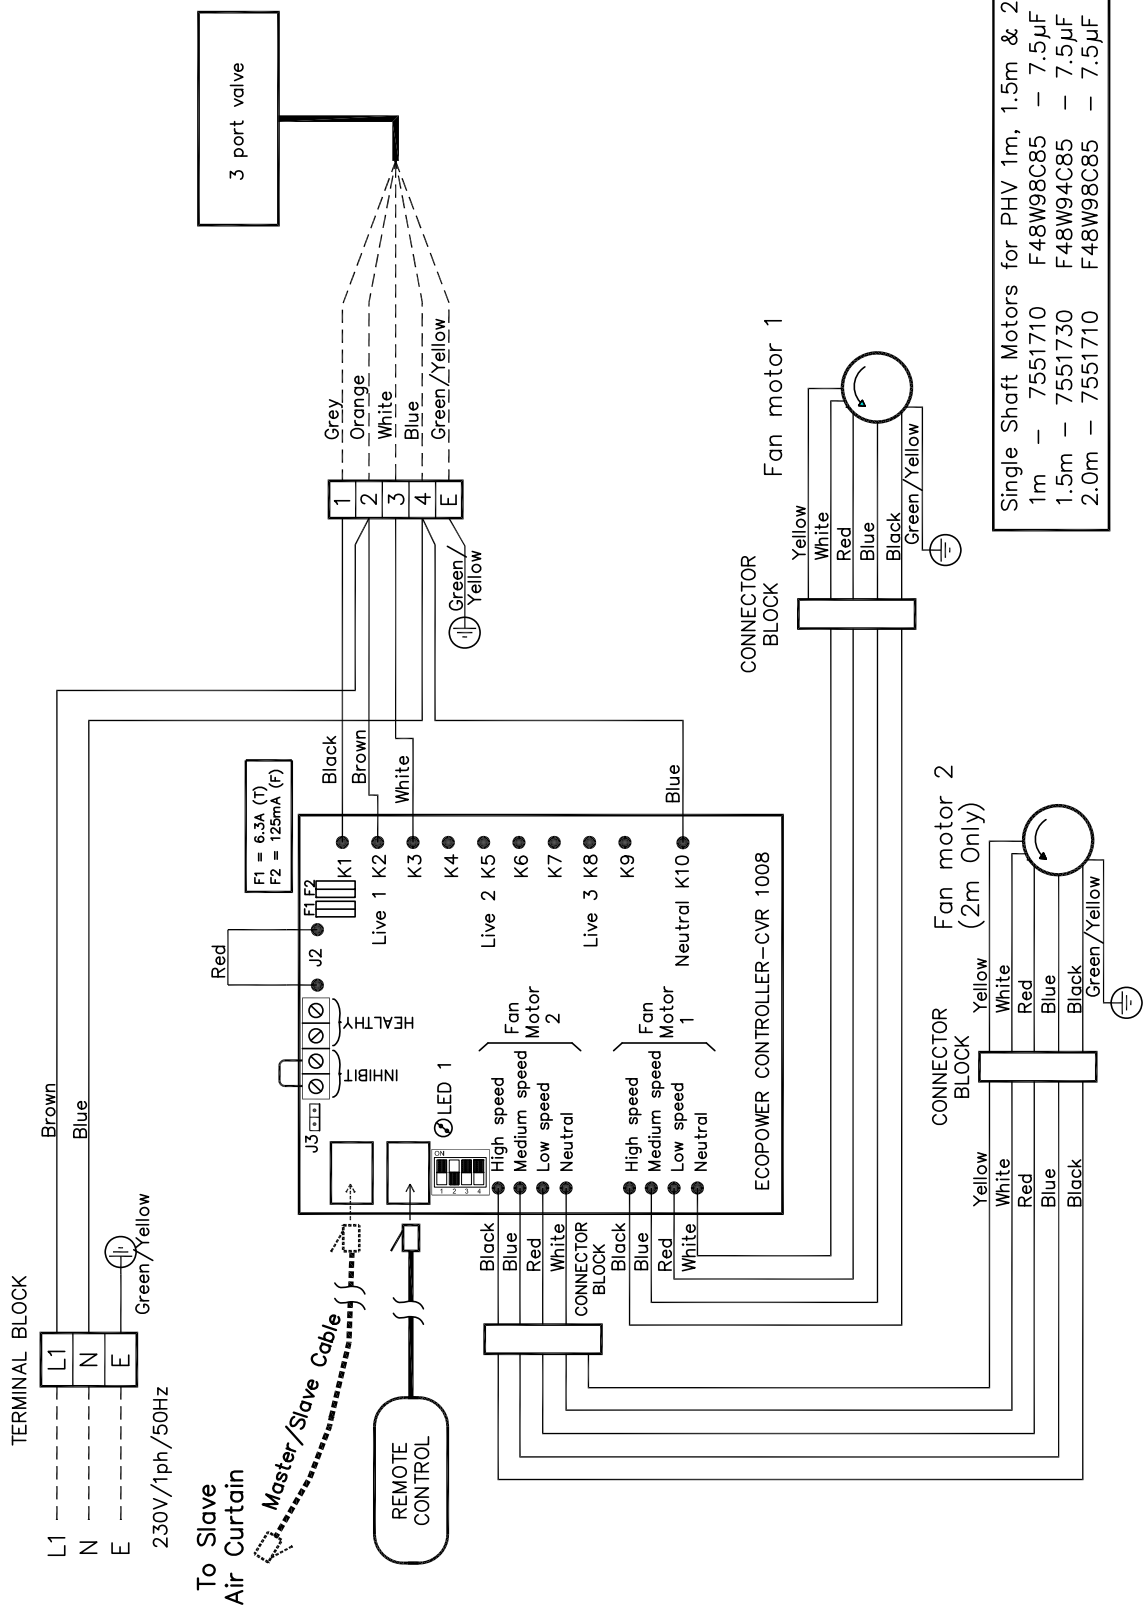 TERMINAL BLOCK
L1
N
E
230V/1ph/50Hz
L1
N
E
Brown
Blue
Green/Yellow
To Slave
Air Curtain
Master/Slave Cable
REMOTE
CONTROL
3 port valve
Grey
Orange
White
Blue
Green/Yellow
1
2
3
4
E
Green/
Yellow
Black
Brown
White
Blue
F1 = 6.3A (T)
F2 = 125mA (F)
Red
J2
F1
F2
J3
INHIBIT
HEALTHY
LED 1
ON
1 2 3 4
K1
Live 1 K2
K3
K4
Live 2 K5
K6
K7
Live 3 K8
K9
Neutral K10
High speed
Medium speed
Low speed
Neutral
Fan
Motor
2
High speed
Medium speed
Low speed
Neutral
Fan
Motor
1
ECOPOWER CONTROLLER-CVR 1008
Black
Blue
Red
White
CONNECTOR
BLOCK
Black
Blue
Red
White
Fan motor 1
CONNECTOR
BLOCK
Yellow
White
Red
Blue
Black
Green/Yellow
Fan motor 2
(2m Only)
CONNECTOR
BLOCK
Yellow
White
Red
Blue
Black
Green/Yellow
Yellow
White
Red
Blue
Black
Single Shaft Motors for PHV 1m, 1.5m & 2
1m - 7551710 F48W98C85 - 7.5µF
1.5m - 7551730 F48W94C85 - 7.5µF
2.0m - 7551710 F48W98C85 - 7.5µF